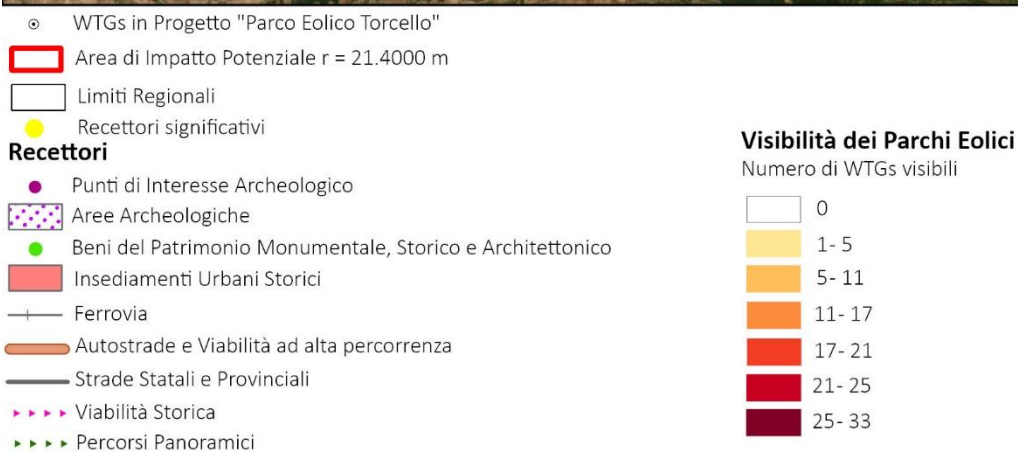 WTGs in Progetto "Parco Eolico Torcello"
Area di Impatto Potenziale r = 21.4000 m
Limiti Regionali
Recettori significativi
Recettori
Punti di Interesse Archeologico
Aree Archeologiche
Beni del Patrimonio Monumentale, Storico e Architettonico
Insediamenti Urbani Storici
Ferrovia
Autostrade e Viabilità ad alta percorrenza
Strade Statali e Provinciali
Viabilità Storica
Percorsi Panoramici
Visibilità dei Parchi Eolici
Numero di WTGs visibili
0
1- 5
5- 11
11- 17
17- 21
21- 25
25- 33